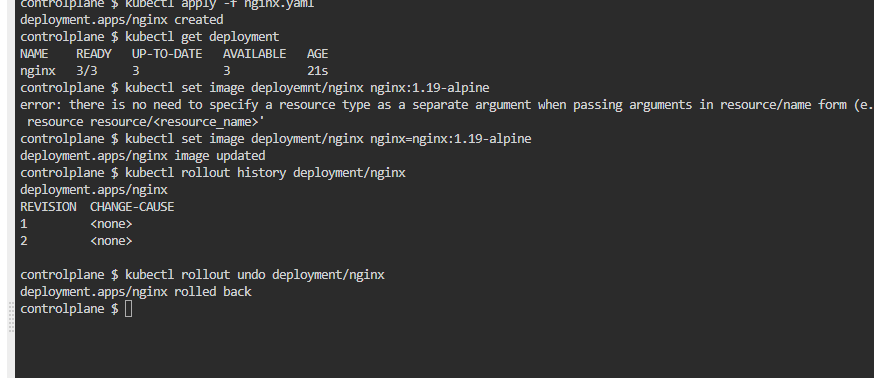 controlplane $ kubectl apply -f nginx.yaml
deployment.apps/nginx created
controlplane $ kubectl get deployment
NAME    READY   UP-TO-DATE   AVAILABLE   AGE
nginx   3/3     3            3           21s
controlplane $ kubectl set image deployemnt/nginx nginx:1.19-alpine
error: there is no need to specify a resource type as a separate argument when passing arguments in resource/name form (e.
 resource resource/<resource_name>'
controlplane $ kubectl set image deployment/nginx nginx=nginx:1.19-alpine
deployment.apps/nginx image updated
controlplane $ kubectl rollout history deployment/nginx
deployment.apps/nginx
REVISION  CHANGE-CAUSE
1         <none>
2         <none>
controlplane $ kubectl rollout undo deployment/nginx
deployment.apps/nginx rolled back
controlplane $